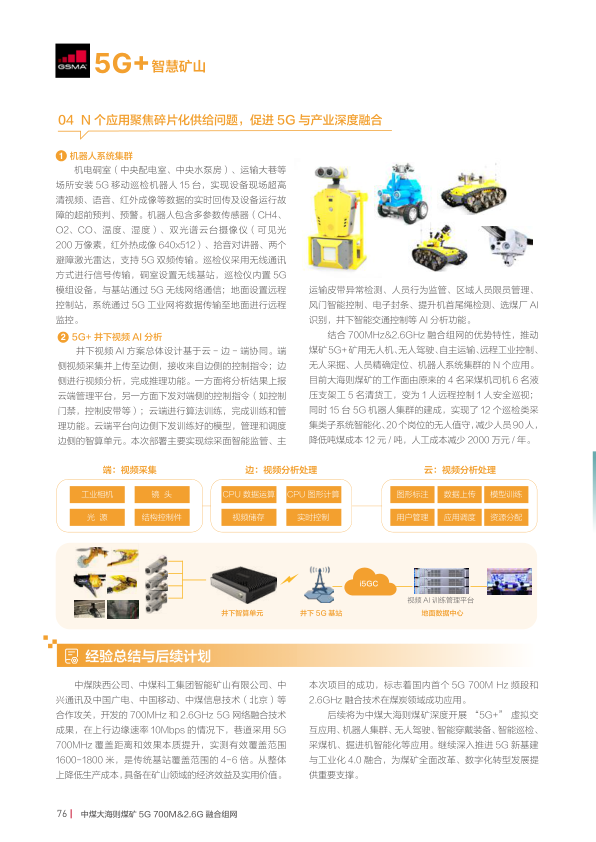 GSMA
5G+智慧矿山
04 N 个应用聚焦碎片化供给问题，促进 5G 与产业深度融合
1 机器人系统集群
机电硐室（中央配电室、中央水泵房）、运输大巷等
场所安装 5G 移动巡检机器人 15 台，实现设备现场超高
清视频、语音、红外成像等数据的实时回传及设备运行故
障的超前预判、预警。机器人包含多参数传感器（CH4、
O2、CO、温度、湿度）、双光谱云台摄像仪（可见光
200 万像素，红外热成像 640x512）、拾音对讲器、两个
避障激光雷达，支持 5G 双频传输。巡检仪采用无线通讯
方式进行信号传输，硐室设置无线基站，巡检仪内置 5G
模组设备，与基站通过 5G 无线网络通信；地面设置远程
控制站，系统通过 5G 工业网将数据传输至地面进行远程
监控。
2 5G+ 井下视频 AI 分析
井下视频 AI 方案总体设计基于云 – 边 – 端协同。端
侧视频采集并上传至边侧，接收来自边侧的控制指令；边
侧进行视频分析，完成推理功能。一方面将分析结果上报
云端管理平台，另一方面下发对端侧的控制指令（如控制
门禁，控制皮带等）；云端进行算法训练，完成训练和管
理功能。云端平台向边侧下发训练好的模型，管理和调度
边侧的智算单元。本次部署主要实现综采面智能监管、主
运输皮带异常检测、人员行为监管、区域人员限员管理、
风门智能控制、电子封条、提升机首尾绳检测、选煤厂 AI
识别，井下智能交通控制等 AI 分析功能。
结合 700MHz&2.6GHz 融合组网的优势特性，推动
煤矿 5G+ 矿用无人机、无人驾驶、自主运输、远程工业控制、
无人采掘、人员精确定位、机器人系统集群的 N 个应用。
目前大海则煤矿的工作面由原来的 4 名采煤机司机 6 名液
压支架工 5 名清货工，变为 1 人远程控制 1 人安全巡视；
同时 15 台 5G 机器人集群的建成，实现了 12 个巡检类采
集类子系统智能化、20 个岗位的无人值守，减少人员 90 人，
降低吨煤成本 12 元 / 吨，人工成本减少 2000 万元 / 年。
端：视频采集
边：视频分析处理
云：视频分析处理
工业相机
镜 头
CPU 数据运算
CPU 图形计算
图形标注
数据上传
模型训练
光 源
结构控制件
视频储存
实时控制
用户管理
应用调度
资源分配
i5GC
视频 AI 训练管理平台
井下智算单元
井下 5G 基站
地面数据中心
经验总结与后续计划
中煤陕西公司、中煤科工集团智能矿山有限公司、中
兴通讯及中国广电、中国移动、中煤信息技术（北京）等
合作攻关，开发的 700MHz 和 2.6GHz 5G 网络融合技术
成果，在上行边缘速率 10Mbps 的情况下，巷道采用 5G
700MHz 覆盖距离和效果本质提升，实测有效覆盖范围
1600-1800 米，是传统基站覆盖范围的 4-6 倍。从整体
上降低生产成本，具备在矿山领域的经济效益及实用价值。
本次项目的成功，标志着国内首个 5G 700M Hz 频段和
2.6GHz 融合技术在煤炭领域成功应用。
后续将为中煤大海则煤矿深度开展 “5G+” 虚拟交
互应用、机器人集群、无人驾驶、智能穿戴装备、智能巡检、
采煤机、掘进机智能化等应用。继续深入推进 5G 新基建
与工业化 4.0 融合，为煤矿全面改革、数字化转型发展提
供重要支撑。
76 | 中煤大海则煤矿 5G 700M&2.6G 融合组网